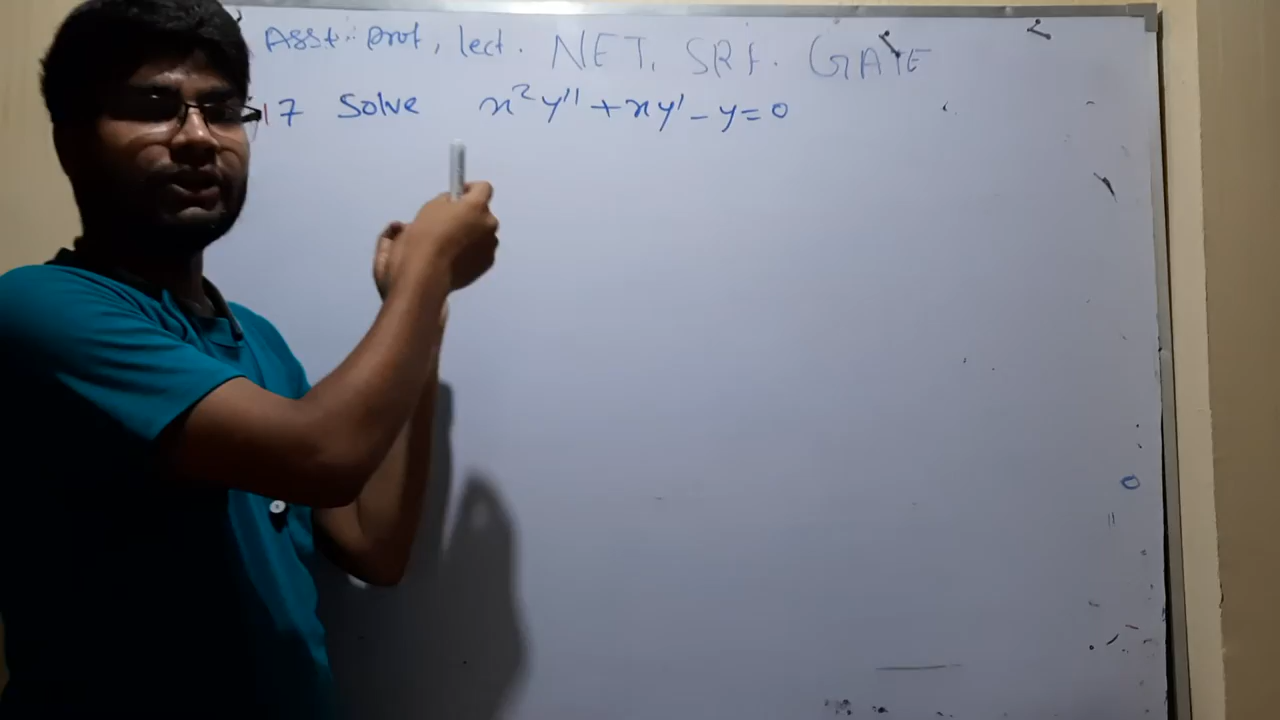 Asst. prof, lect. NET, SRF. GATE
17 Solve x²y'' + xy' - y = 0